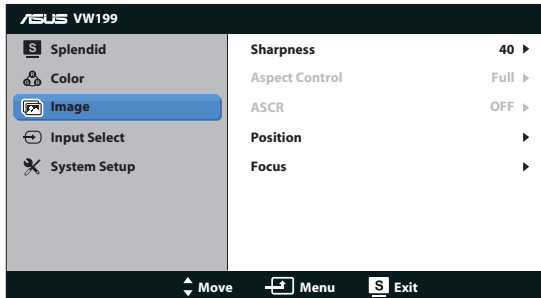 ASUS VW199
S Splendid
Color
Image
Input Select
System Setup
Sharpness 40
Aspect Control Full
ASCR OFF
Position
Focus
Move Menu S Exit